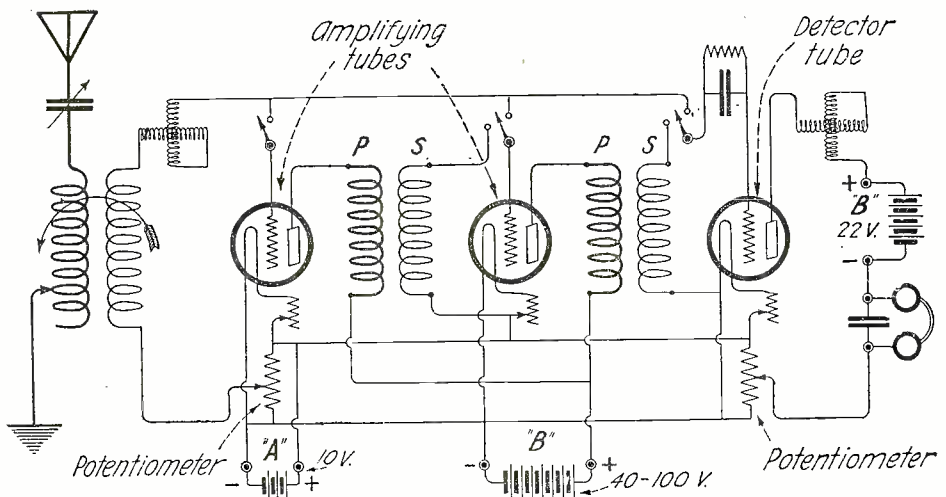 Amplifying
tubes
Detector
tube
P
S
P
S
+
"B"
22 V.
-
"A"
10 V.
- +
"B"
- +
40-100 V.
Potentiometer
Potentiometer